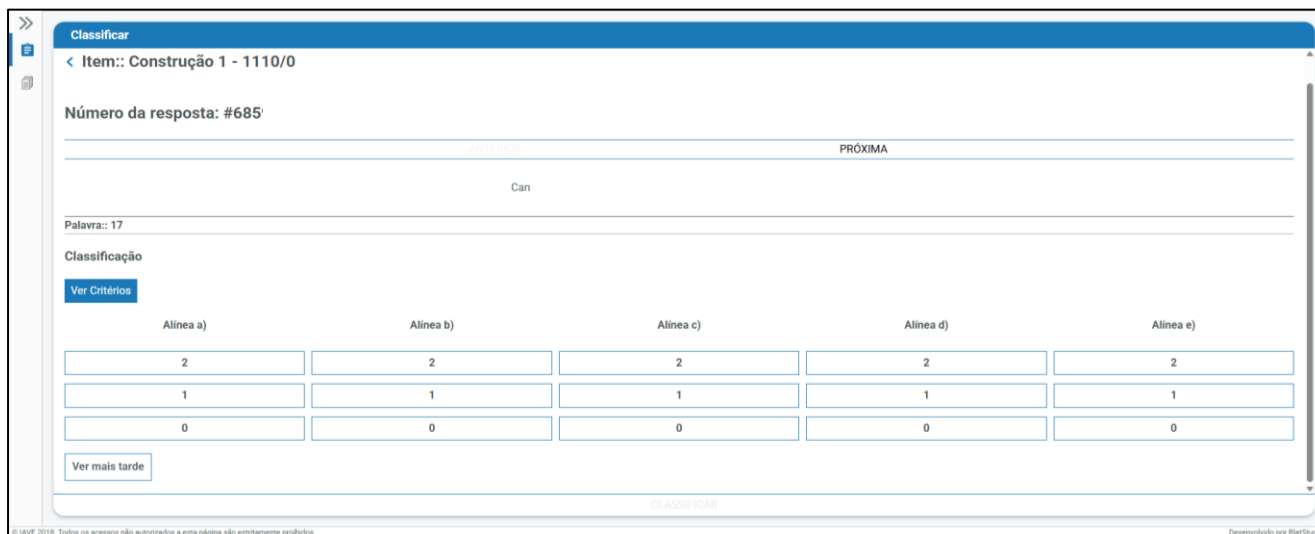 Classificar
Item:: Construção 1 - 1110/0
Número da resposta: #685
ANTERIOR PRÓXIMA
Can
Palavra:: 17
Classificação
Ver Critérios
Alínea a) Alínea b) Alínea c) Alínea d) Alínea e)
2 2 2 2 2
1 1 1 1 1
0 0 0 0 0
Ver mais tarde
CLASSIFICAR
© IAVE 2018. Todos os acessos não autorizados a esta página são estritamente proibidos. Desenvolvido por